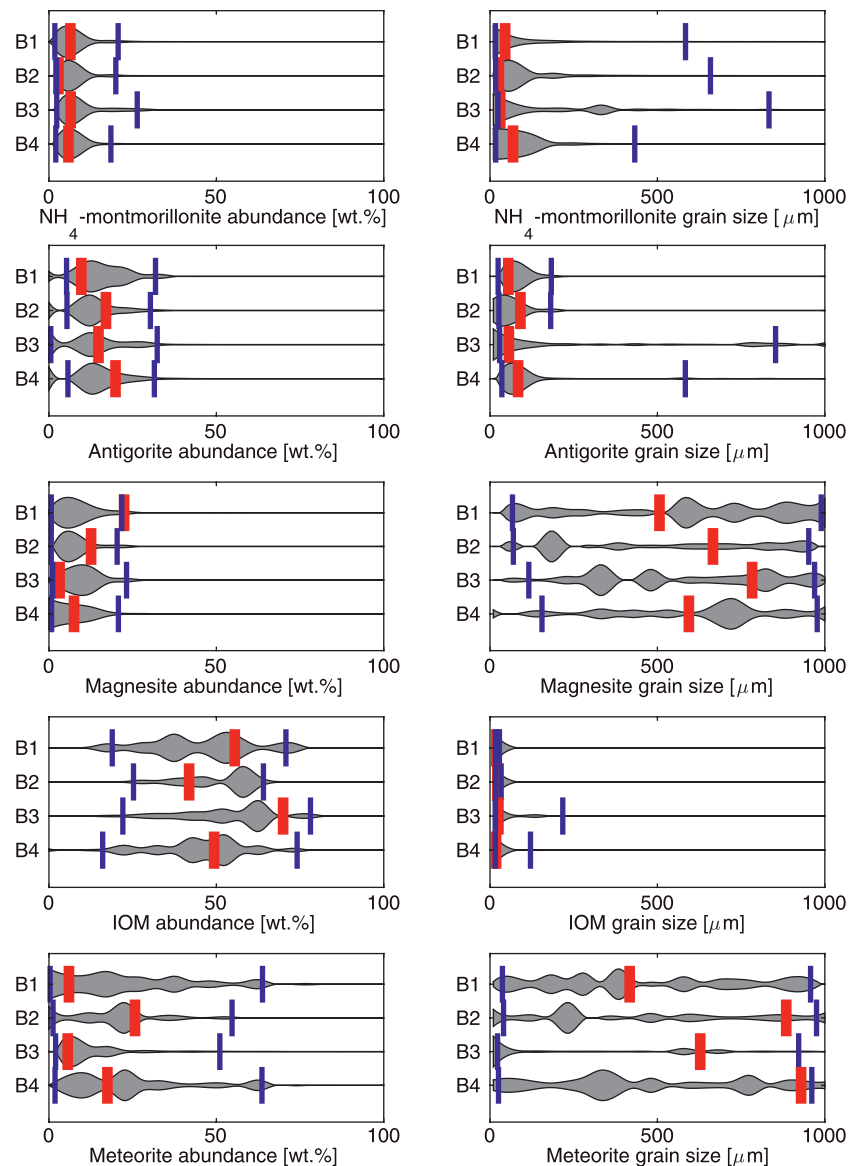 B1
B2
B3
B4
0 50 100
NH4-montmorillonite abundance [wt.%]
B1
B2
B3
B4
0 500 1000
NH4-montmorillonite grain size [μm]
B1
B2
B3
B4
0 50 100
Antigorite abundance [wt.%]
B1
B2
B3
B4
0 500 1000
Antigorite grain size [μm]
B1
B2
B3
B4
0 50 100
Magnesite abundance [wt.%]
B1
B2
B3
B4
0 500 1000
Magnesite grain size [μm]
B1
B2
B3
B4
0 50 100
IOM abundance [wt.%]
B1
B2
B3
B4
0 500 1000
IOM grain size [μm]
B1
B2
B3
B4
0 50 100
Meteorite abundance [wt.%]
B1
B2
B3
B4
0 500 1000
Meteorite grain size [μm]